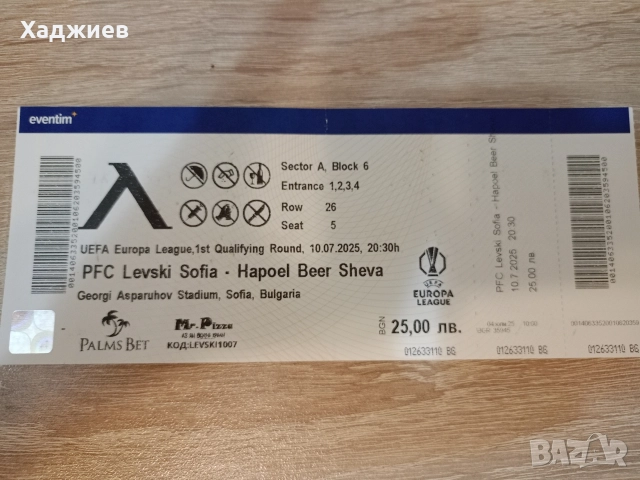 Хаджиев
eventim
Sector A, Block 6
Entrance 1,2,3,4
Row 26
Seat 5
UEFA Europa League,1st Qualifying Round, 10.07.2025, 20:30h
PFC Levski Sofia - Hapoel Beer Sheva
Georgi Asparuhov Stadium, Sofia, Bulgaria
UEFA
EUROPA
LEAGUE
PALMS BET
Mr. Pizza
КОД:LEVSKI1007
BGN 25,00 лв.
012633110 BG
012633110 BG
PFC Levski Sofia - Hapoel Beer Sh
10.7.2025 20:30
25,00 лв.
bazar